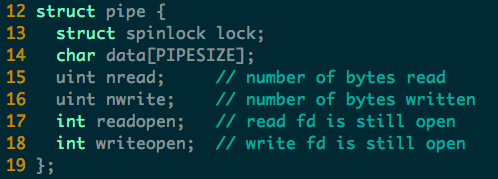 12 struct pipe {
13   struct spinlock lock;
14   char data[PIPESIZE];
15   uint nread;     // number of bytes read
16   uint nwrite;    // number of bytes written
17   int readopen;   // read fd is still open
18   int writeopen;  // write fd is still open
19 };